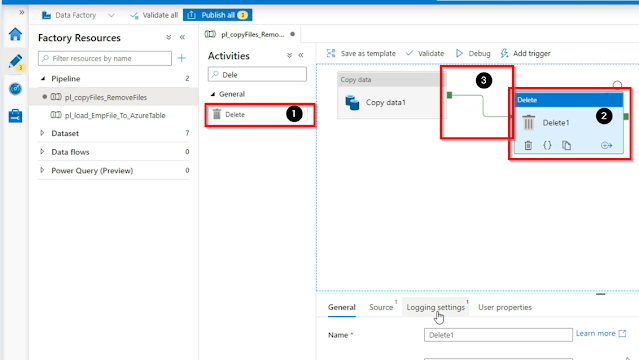 »
Data Factory
Validate all
Publish all 3
Factory Resources
Filter resources by name
Pipeline 2
pl_copyFiles_RemoveFiles
pl_load_EmpFile_To_AzureTable
Dataset 6
Data flows 0
Power Query (Preview) 0
3
pl_copyFiles_Remo...
Activities
Dele
General
Delete 1
Save as template
Validate
Debug
Add trigger
Copy data
Copy data1
3
Delete
Delete1 2
{}
General
Source 1
Logging settings 1
User properties
Name *
Delete1
Learn more